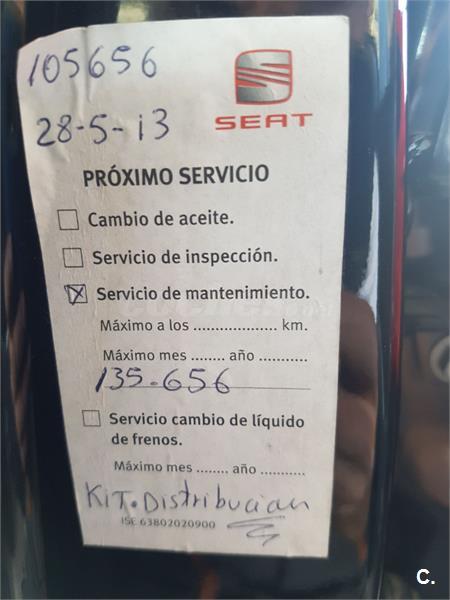 105656
28-5-13
SEAT
PRÓXIMO SERVICIO
Cambio de aceite.
Servicio de inspección.
Servicio de mantenimiento.
Máximo a los ................... km.
Máximo mes ........ año ...........
135.656
Servicio cambio de líquido
de frenos.
Máximo mes ........ año ...........
KiT.Distribucian
ISE 63802020900
C.